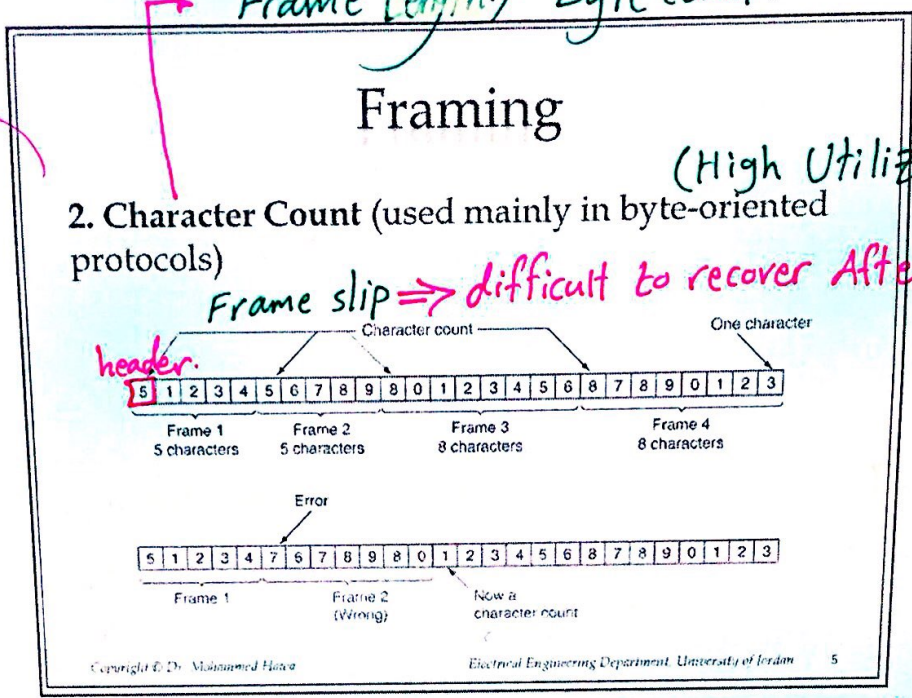 Frame Length
Framing
(High Utiliz
2. Character Count (used mainly in byte-oriented
protocols)
Frame slip => difficult to recover Afte
Character count
One character
header.
5 1 2 3 4 5 6 7 8 9 8 0 1 2 3 4 5 6 8 7 8 9 0 1 2 3
Frame 1
5 characters
Frame 2
5 characters
Frame 3
8 characters
Frame 4
8 characters
Error
5 1 2 3 4 7 6 7 8 9 8 0 1 2 3 4 5 6 8 7 8 9 0 1 2 3
Frame 1
Frame 2
(Wrong)
Now a
character count
Copyright © Dr. Mohammed Hawa
Electrical Engineering Department, University of Jordan
5